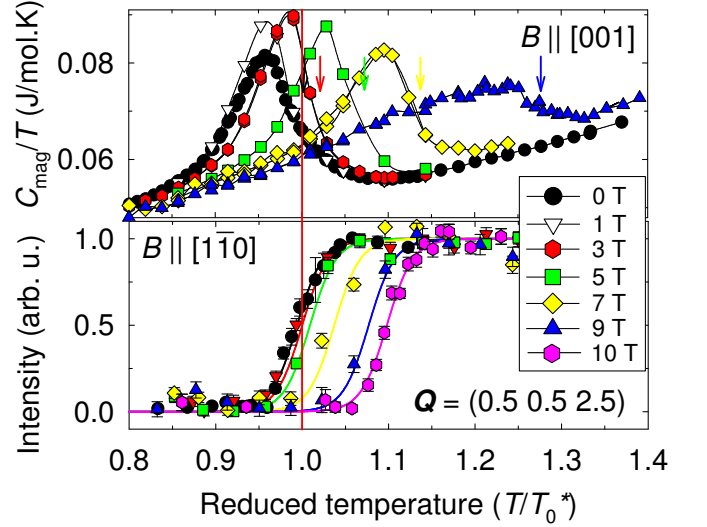 B || [001]
C_mag/T (J/mol.K)
0.08
0.06
0 T
1 T
3 T
5 T
7 T
9 T
10 T
B || [11̅0]
Intensity (arb. u.)
1.0
0.5
0.0
Q = (0.5 0.5 2.5)
0.8 0.9 1.0 1.1 1.2 1.3 1.4
Reduced temperature (T/T₀*)